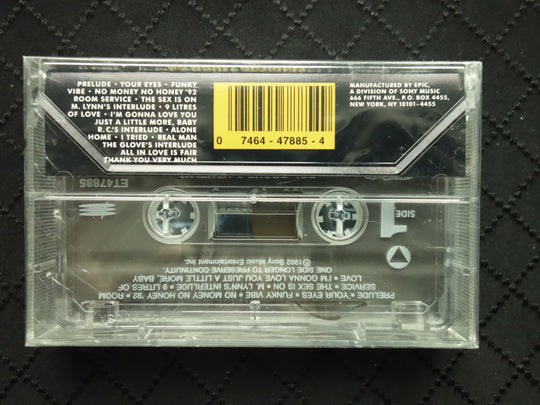 PRELUDE • YOUR EYES • FUNKY
VIBE • NO MONEY NO HONEY '92
ROOM SERVICE • THE SEX IS ON
M. LYNN'S INTERLUDE • 9 LITRES
OF LOVE • I'M GONNA LOVE YOU
JUST A LITTLE MORE, BABY
R.C.'S INTERLUDE • ALONE
HOME • I TRIED • REAL MAN
THE GLOVE'S INTERLUDE
ALL IN LOVE IS FAIR
THANK YOU VERY MUCH
0 7464-47885-4
MANUFACTURED BY EPIC,
A DIVISION OF SONY MUSIC
666 FIFTH AVE., P.O. BOX 4455,
NEW YORK, NY 10101-4455
ET47885
SIDE 1
PRELUDE • YOUR EYES • FUNKY VIBE • NO MONEY NO HONEY '92 • ROOM
SERVICE • THE SEX IS ON • M. LYNN'S INTERLUDE • 9 LITRES OF
LOVE • I'M GONNA LOVE YOU JUST A LITTLE MORE, BABY
ONE SIDE LONGER TO PRESERVE CONTINUITY.
©1992 Sony Music Entertainment Inc.